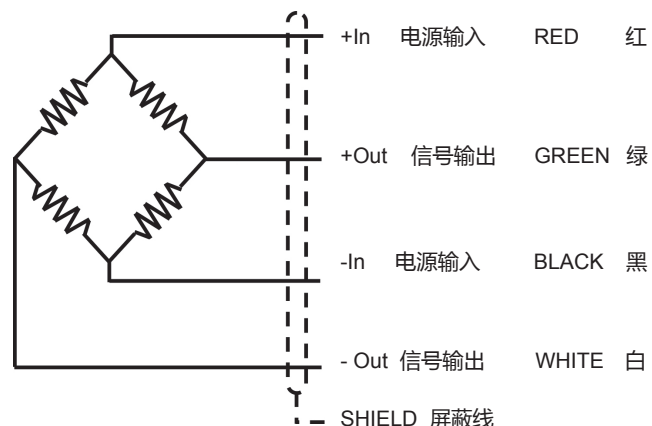 +In 电源输入 RED 红
+Out 信号输出 GREEN 绿
-In 电源输入 BLACK 黑
- Out 信号输出 WHITE 白
SHIELD 屏蔽线